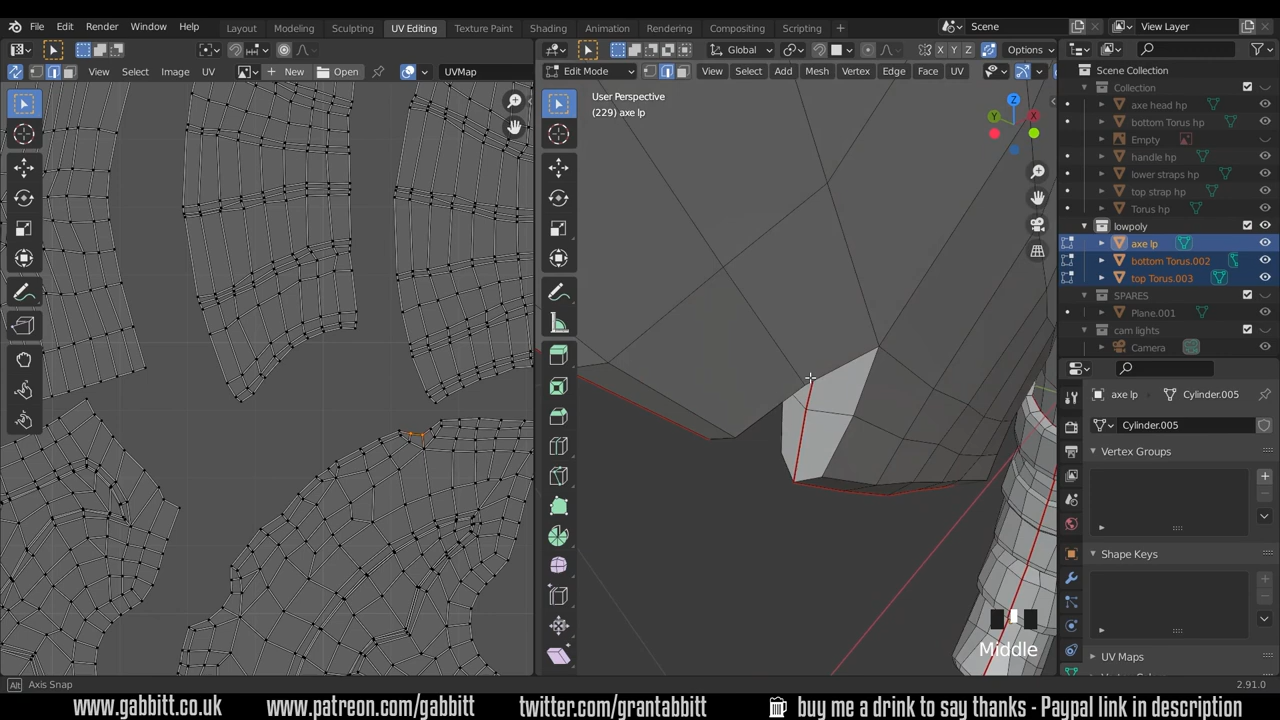 File Edit Render Window Help
Layout Modeling Sculpting UV Editing Texture Paint Shading Animation Rendering Compositing Scripting +
Scene
View Layer
View Select Image UV
New
Open
UVMap
Global
Options
Edit Mode
View Select Add Mesh Vertex Edge Face UV
User Perspective
(229) axe lp
Z
Y
X
Scene Collection
Collection
axe head hp
bottom Torus hp
Empty
handle hp
lower straps hp
top strap hp
Torus hp
lowpoly
axe lp
bottom Torus.002
top Torus.003
SPARES
Plane.001
cam lights
Camera
axe lp
Cylinder.005
Cylinder.005
Vertex Groups
Shape Keys
UV Maps
Middle
Alt Axis Snap
2.91.0
www.gabbitt.co.uk www.patreon.com/gabbitt twitter.com/grantabbitt buy me a drink to say thanks - Paypal link in description